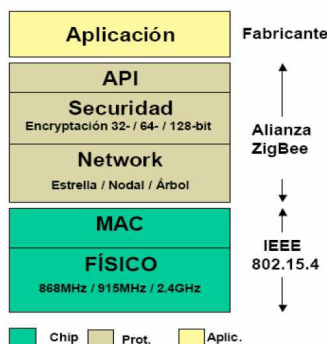 Aplicación
Fabricante
API
Securidad
Encryptación 32- / 64- / 128-bit
Alianza
ZigBee
Network
Estrella / Nodal / Árbol
MAC
IEEE
802.15.4
FÍSICO
868MHz / 915MHz / 2.4GHz
Chip
Prot.
Aplic.